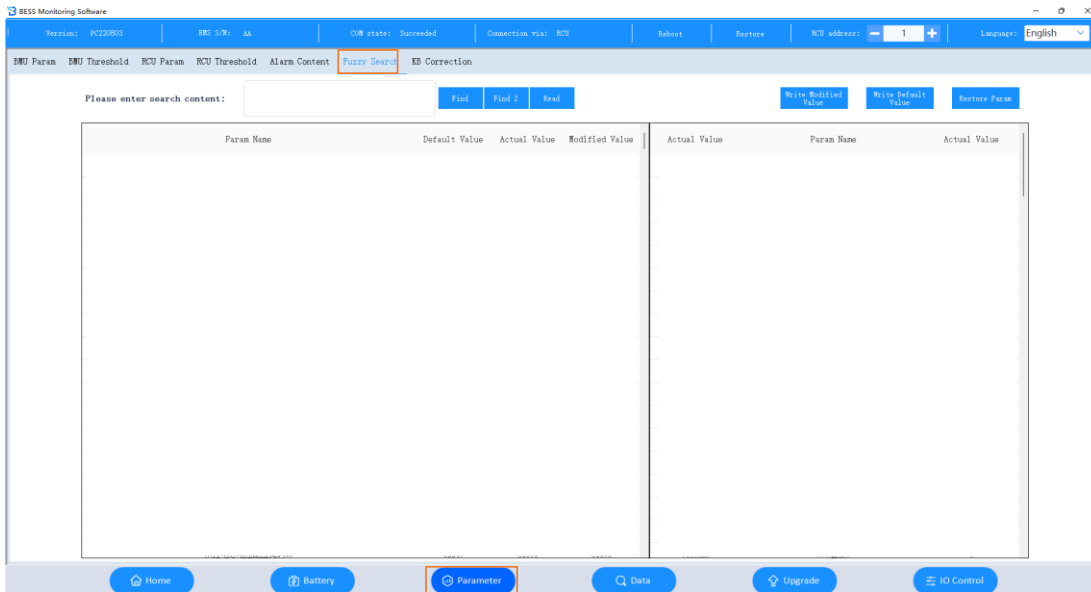 BESS Monitoring Software
Version: PC220803 BMS S/N: AA COM state: Succeeded Connection via: RCU Reboot Restore RCU address: 1 Language: English
BMU Param BMU Threshold RCU Param RCU Threshold Alarm Content Fuzzy Search KB Correction
Please enter search content: Find Find 2 Read Write Modified Value Write Default Value Restore Param
Param Name Default Value Actual Value Modified Value Actual Value Param Name Actual Value
Home Battery Parameter Data Upgrade IO Control